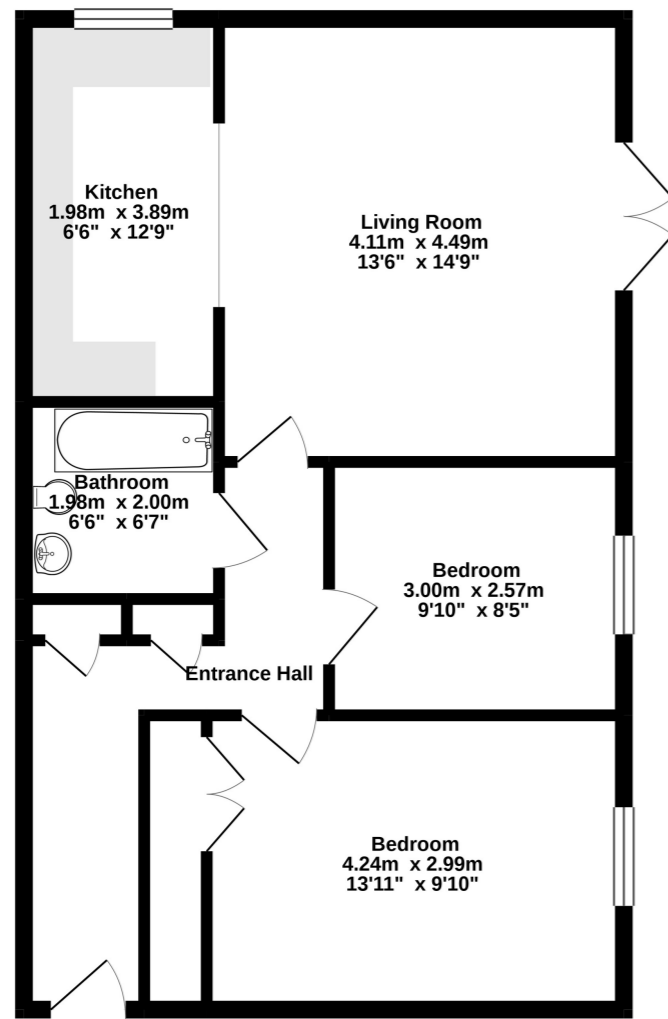 Kitchen
1.98m x 3.89m
6'6" x 12'9"
Living Room
4.11m x 4.49m
13'6" x 14'9"
Bathroom
1.98m x 2.00m
6'6" x 6'7"
Bedroom
3.00m x 2.57m
9'10" x 8'5"
Entrance Hall
Bedroom
4.24m x 2.99m
13'11" x 9'10"